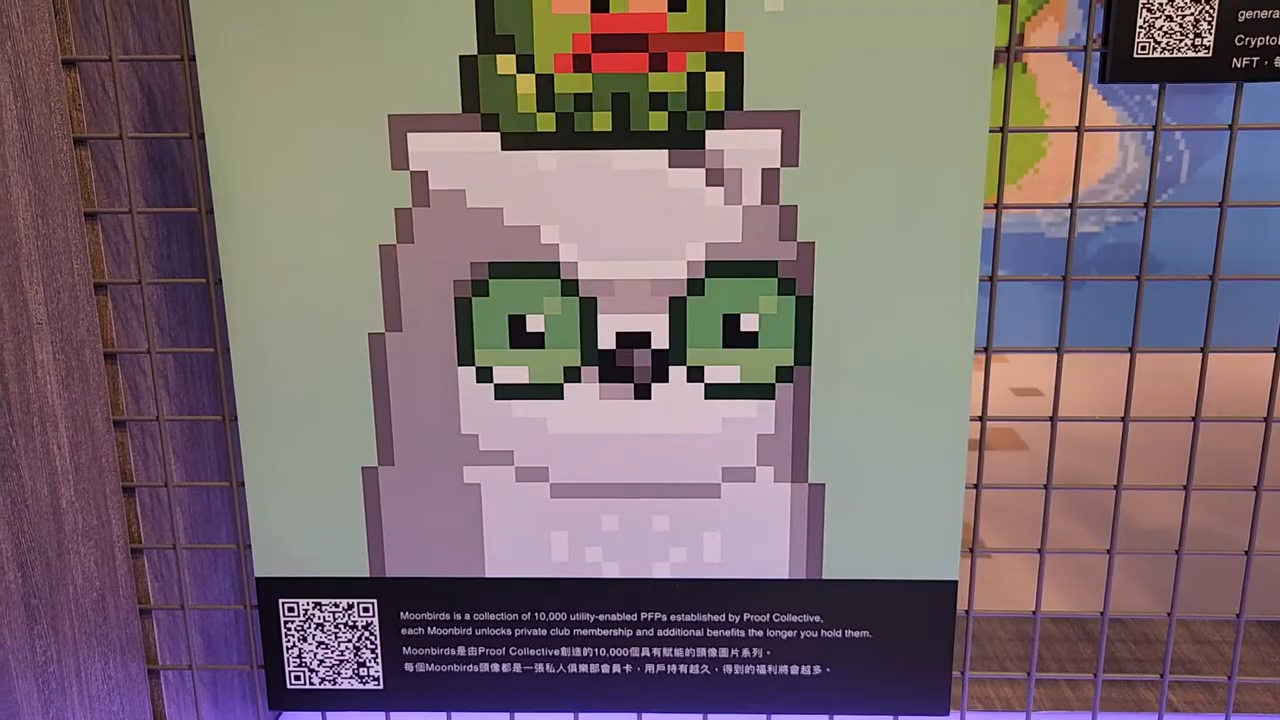 genera
Crypto
NFT，每
Moonbirds is a collection of 10,000 utility-enabled PFPs established by Proof Collective,
each Moonbird unlocks private club membership and additional benefits the longer you hold them.
Moonbirds是由Proof Collective創造的10,000個具有賦能的頭像圖片系列。
每個Moonbirds頭像都是一張私人俱樂部會員卡，用戶持有越久，得到的福利將會越多。